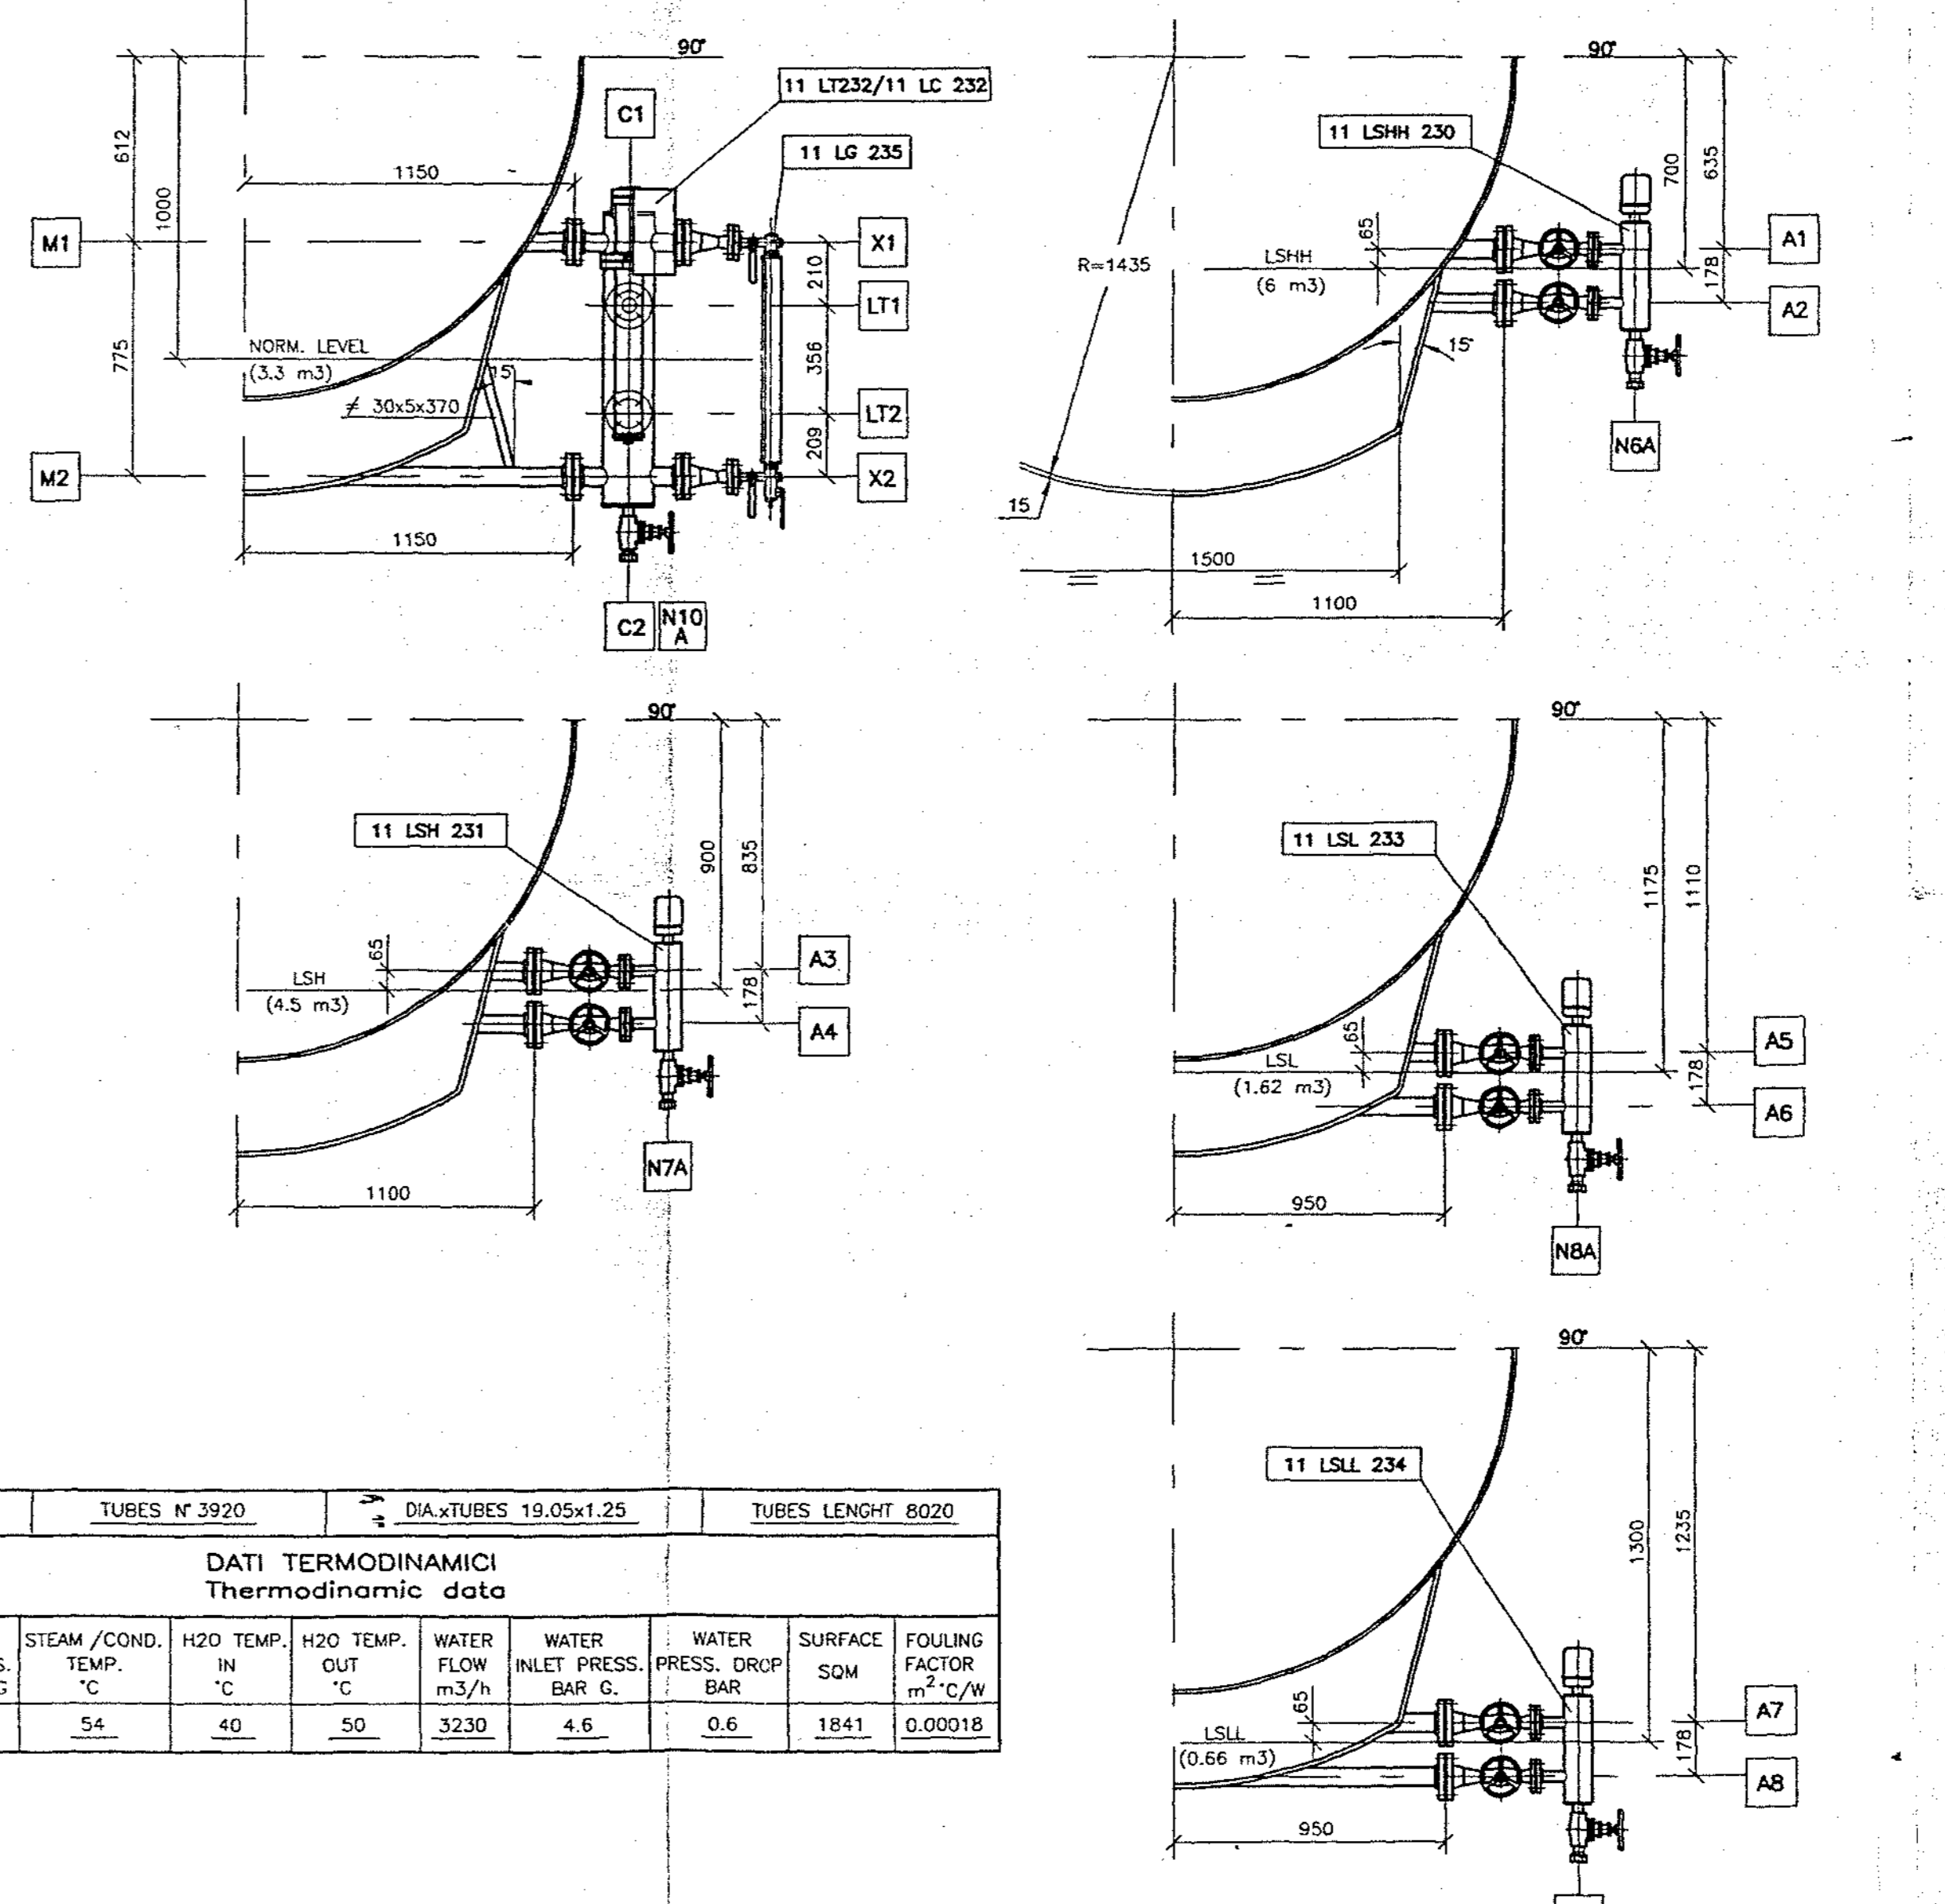 90°
11 LT232/11 LC 232
C1
11 LG 235
612
1000
1150
M1
X1
210
LT1
775
NORM. LEVEL
(3.3 m3)
15°
356
≠ 30x5x370
LT2
209
M2
X2
1150
C2
N10
A
90°
11 LSHH 230
700
635
65
A1
R=1435
LSHH
(6 m3)
178
A2
15°
N6A
15
1500
1100
90°
11 LSH 231
900
835
65
A3
LSH
(4.5 m3)
178
A4
N7A
1100
90°
11 LSL 233
1175
1110
65
A5
LSL
(1.62 m3)
178
A6
950
N8A
90°
11 LSLL 234
1300
1235
65
A7
LSLL
(0.66 m3)
178
A8
950
TUBES N° 3920
DIA.xTUBES 19.05x1.25
TUBES LENGHT 8020
DATI TERMODINAMICI
Thermodinamic data
STEAM /COND.
TEMP.
°C
H2O TEMP.
IN
°C
H2O TEMP.
OUT
°C
WATER
FLOW
m3/h
WATER
INLET PRESS.
BAR G.
WATER
PRESS. DROP
BAR
SURFACE
SQM
FOULING
FACTOR
m²°C/W
54
40
50
3230
4.6
0.6
1841
0.00018